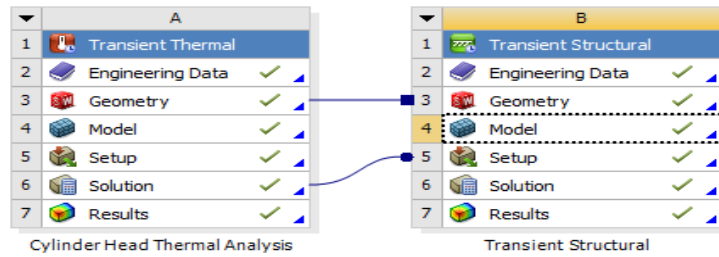 A
1 Transient Thermal
2 Engineering Data
3 Geometry
4 Model
5 Setup
6 Solution
7 Results
Cylinder Head Thermal Analysis
B
1 Transient Structural
2 Engineering Data
3 Geometry
4 Model
5 Setup
6 Solution
7 Results
Transient Structural